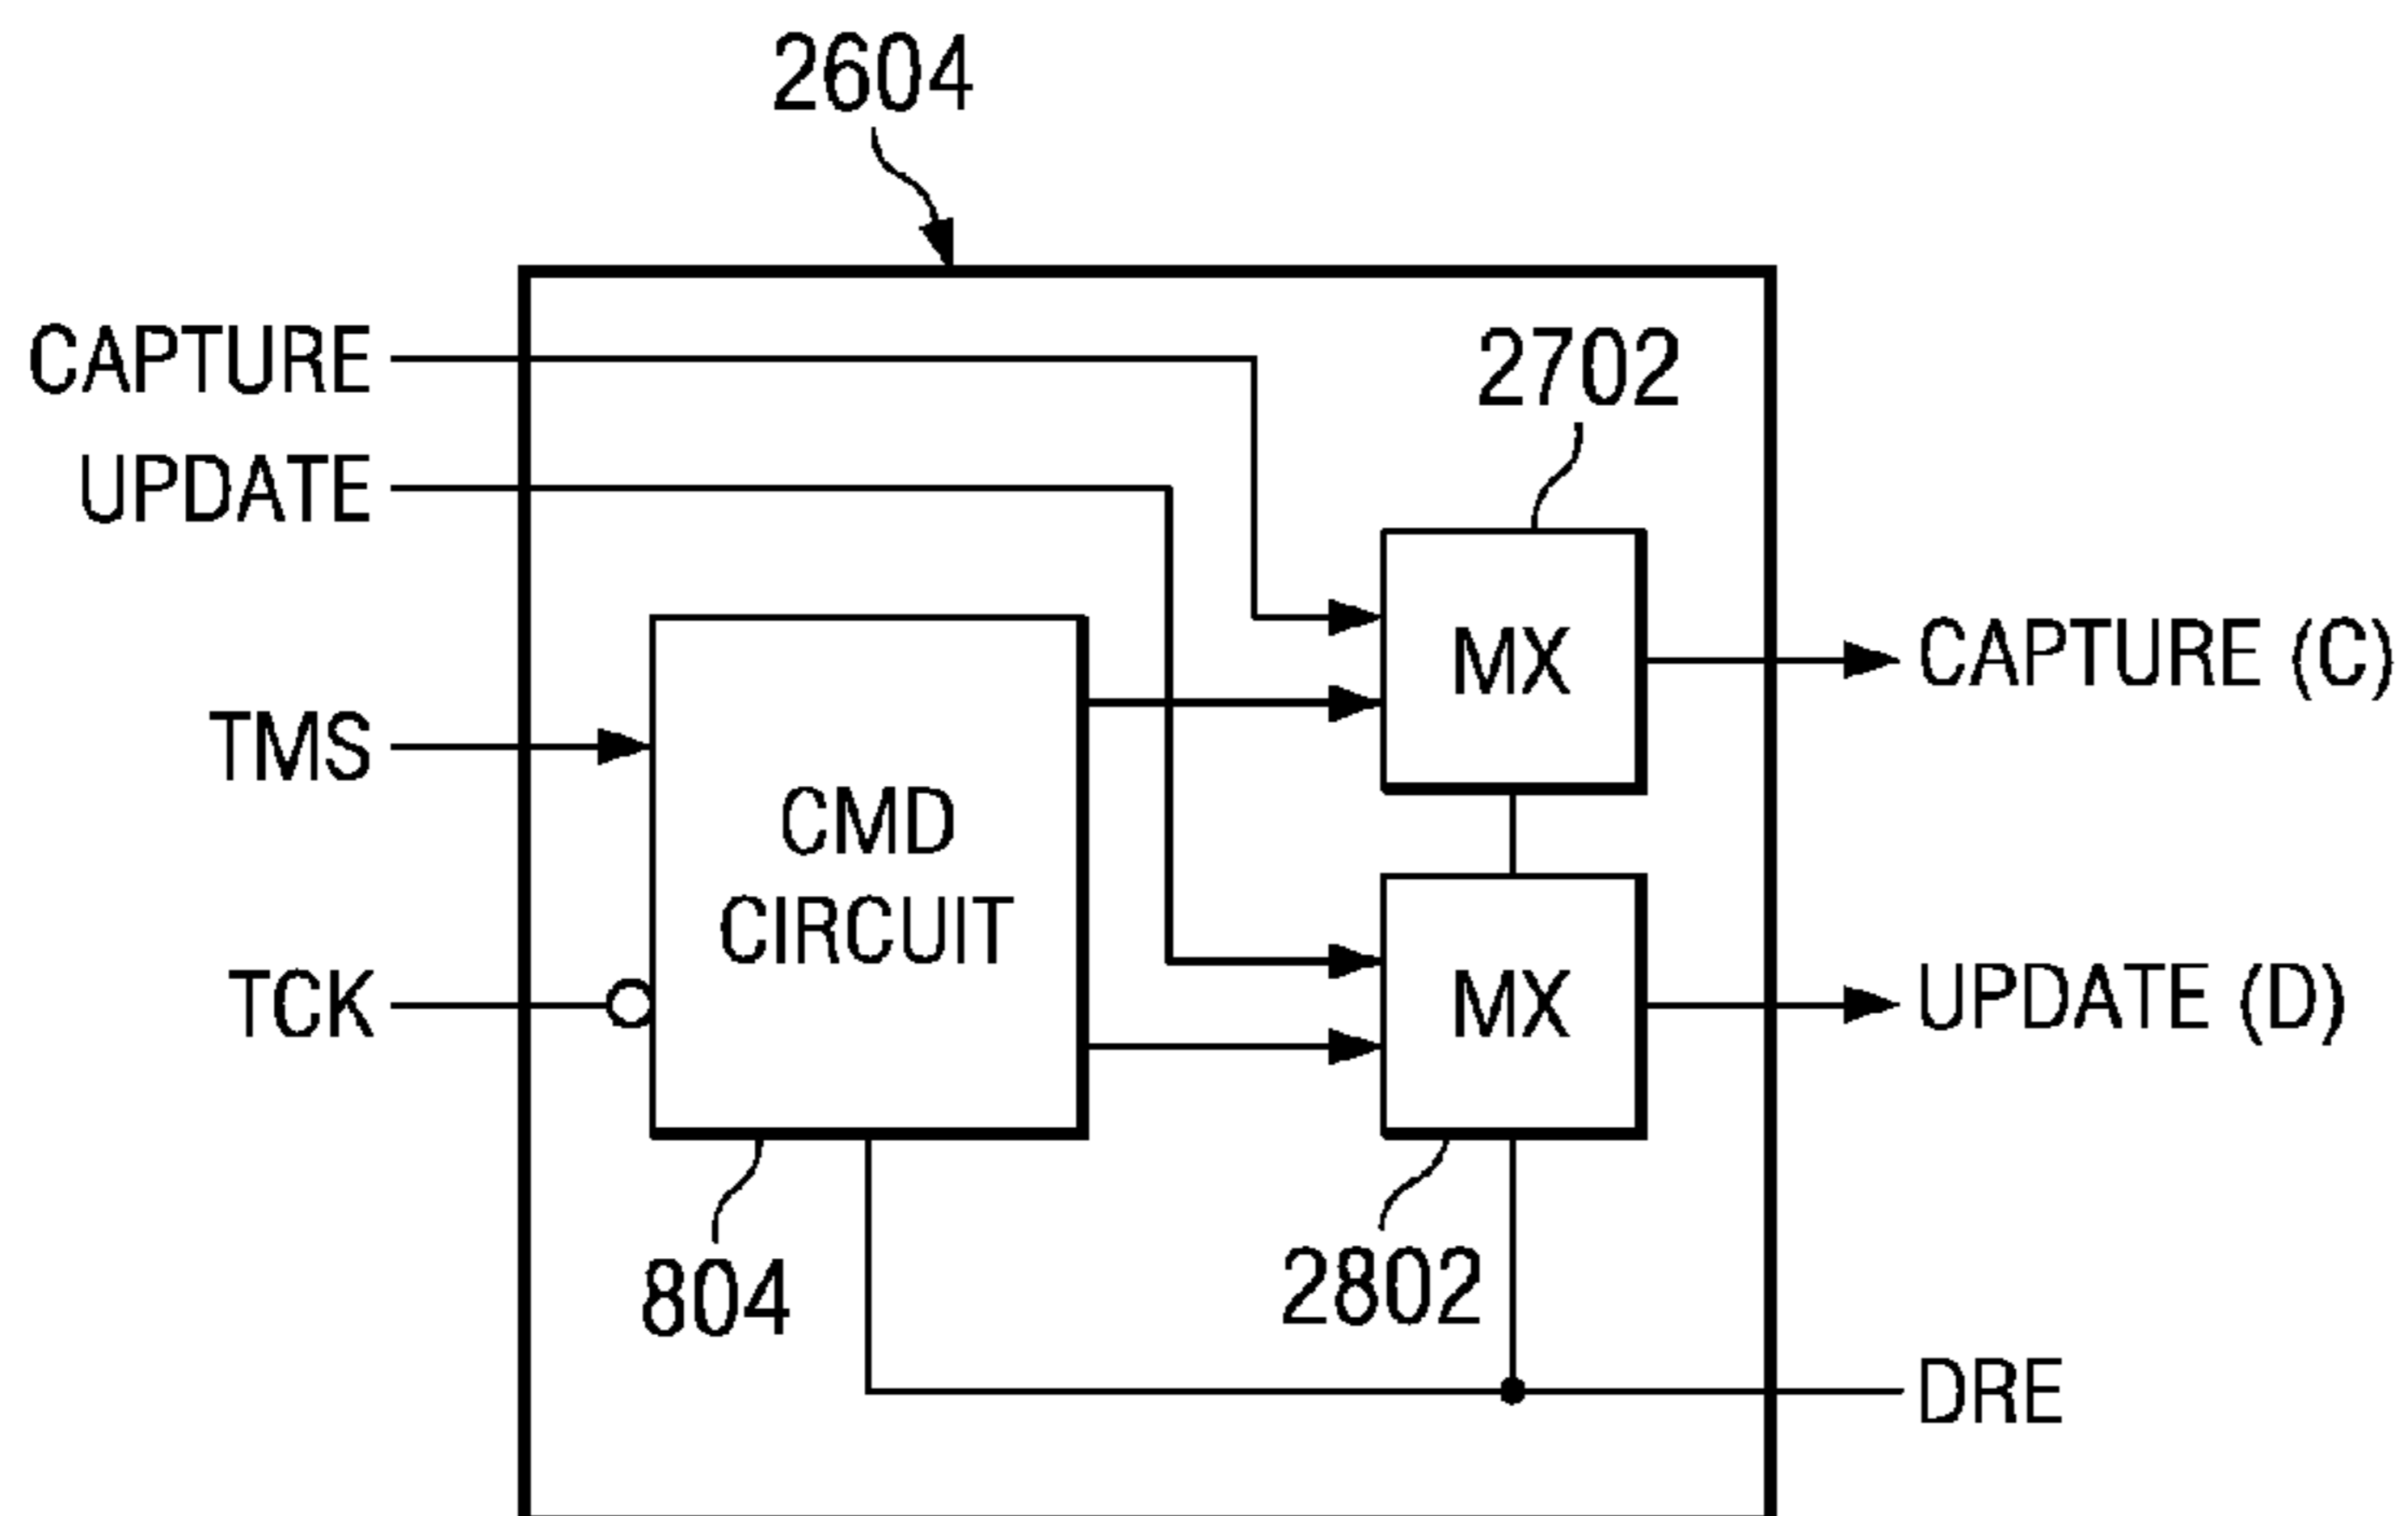 2604
CAPTURE
2702
UPDATE
MX
CAPTURE (C)
TMS
CMD
CIRCUIT
TCK
MX
UPDATE (D)
804
2802
DRE